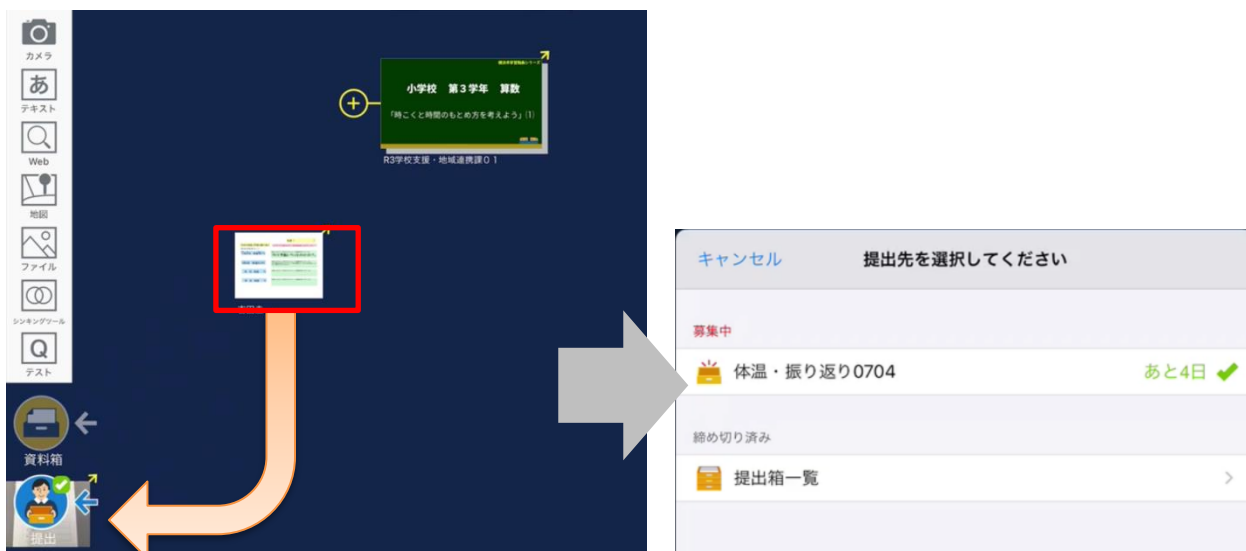 カメラ
あ
テキスト
Web
地図
ファイル
シンキングツール
Q
テスト
資料箱
提出
小学校 第3学年 算数
「時こくと時間のもとめ方を考えよう」(1)
R3学校支援・地域連携課01
キャンセル
提出先を選択してください
募集中
体温・振り返り0704
あと4日
締め切り済み
提出箱一覧